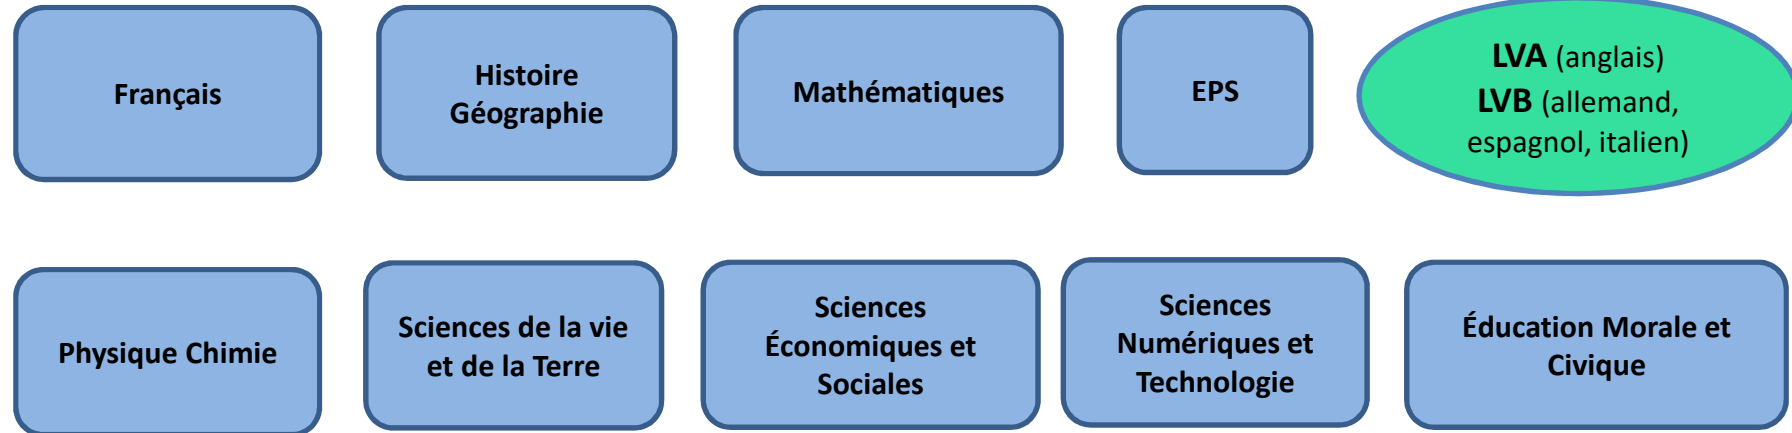 Français
Histoire
Géographie
Mathématiques
EPS
LVA (anglais)
LVB (allemand,
espagnol, italien)
Physique Chimie
Sciences de la vie
et de la Terre
Sciences
Économiques et
Sociales
Sciences
Numériques et
Technologie
Éducation Morale et
Civique